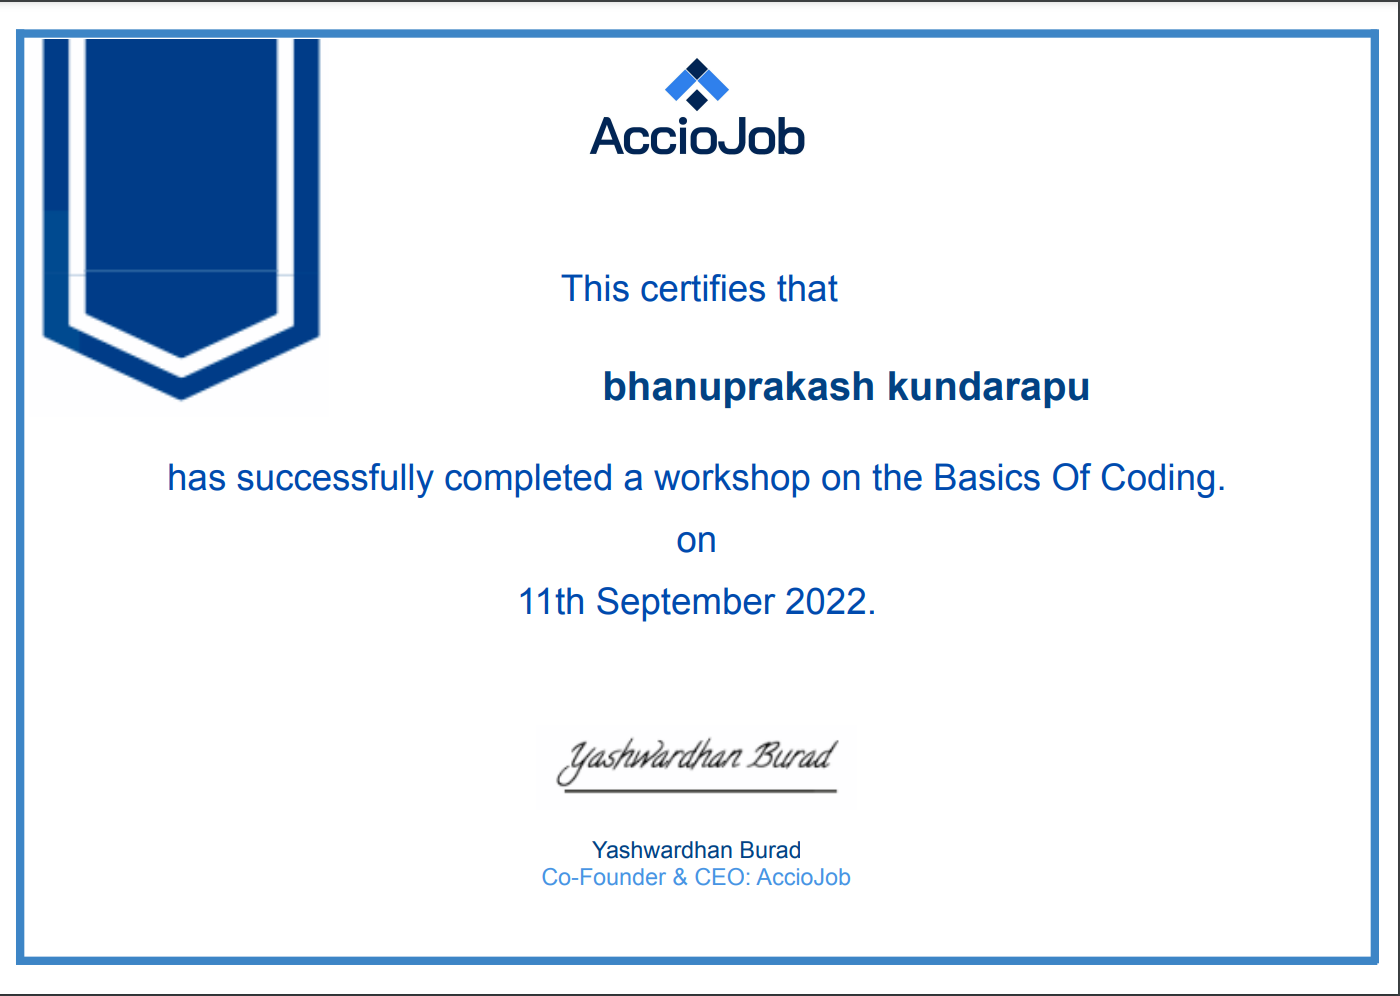 AccioJob
This certifies that
bhanuprakash kundarapu
has successfully completed a workshop on the Basics Of Coding.
on
11th September 2022.
Yashwardhan Burad
Yashwardhan Burad
Co-Founder & CEO: AccioJob